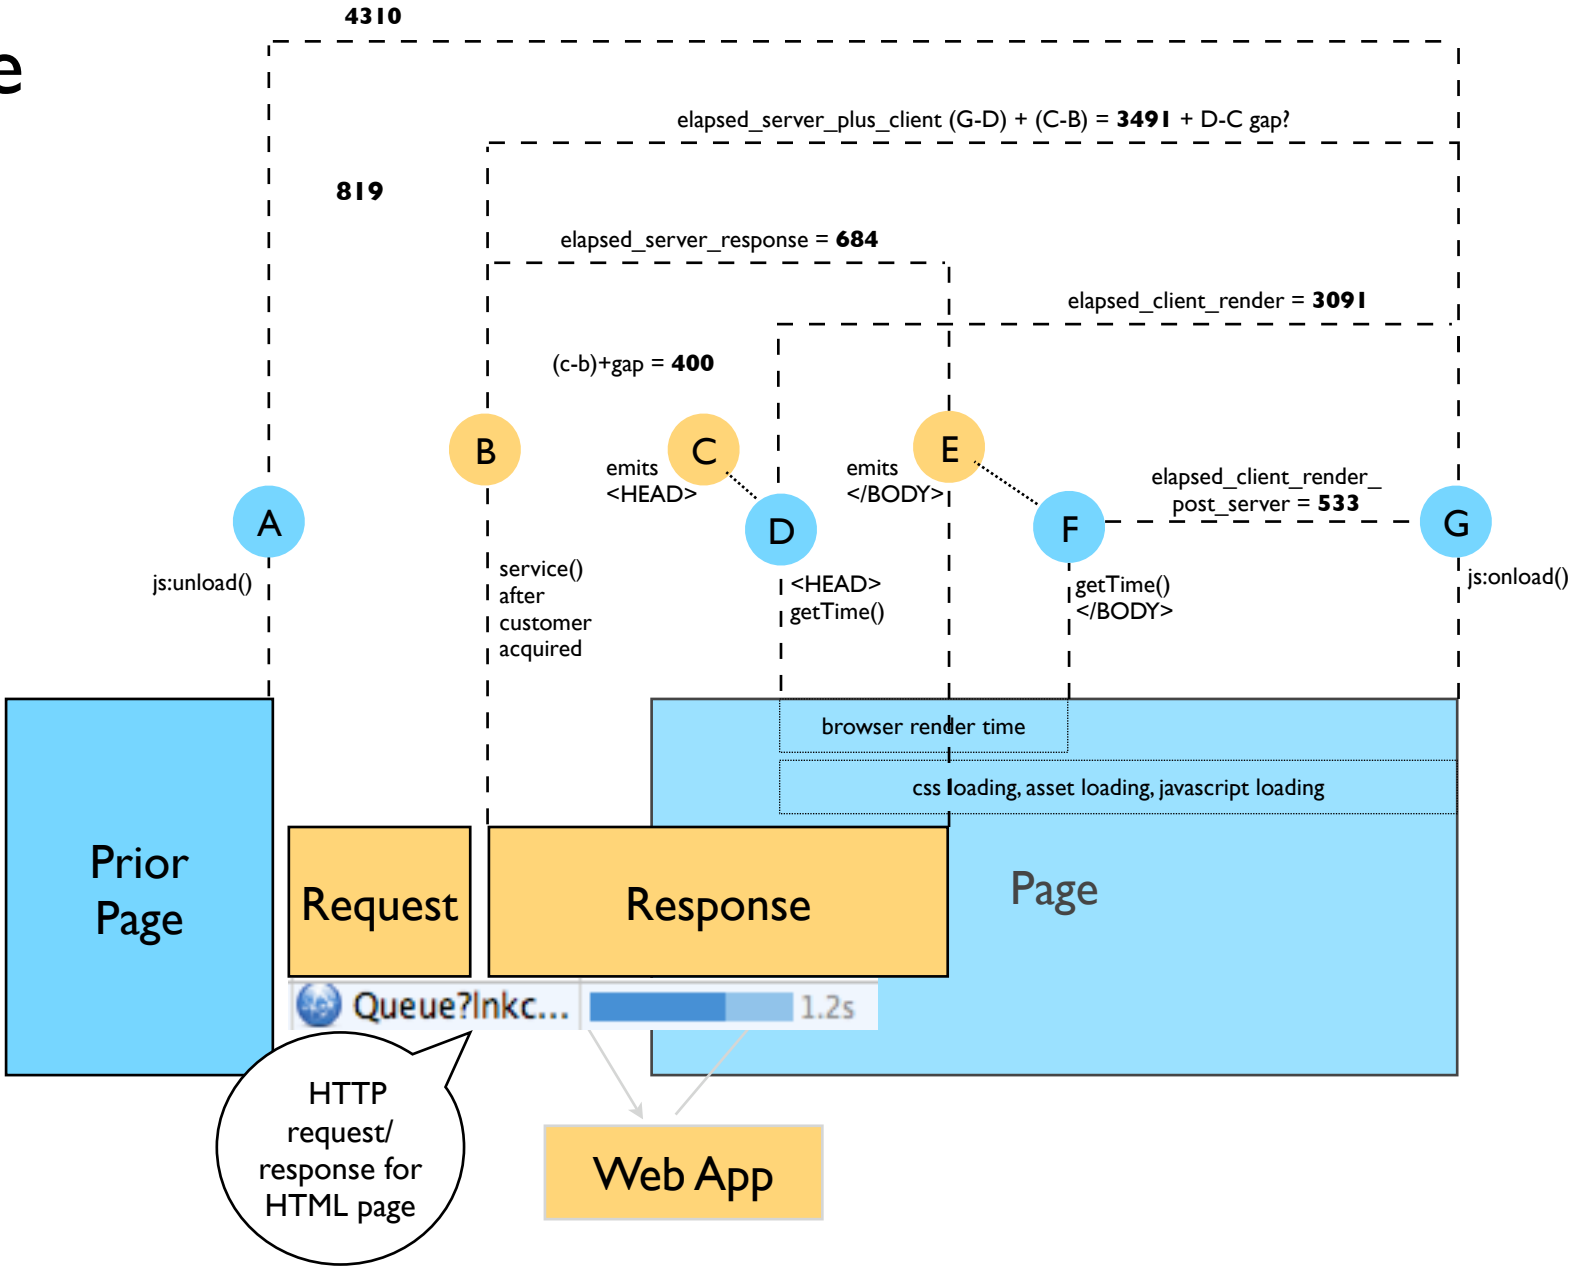 e
4310
elapsed_server_plus_client (G-D) + (C-B) = 3491 + D-C gap?
819
elapsed_server_response = 684
elapsed_client_render = 3091
(c-b)+gap = 400
B
C
E
emits
<HEAD>
emits
</BODY>
elapsed_client_render_
post_server = 533
A
D
F
G
js:unload()
service()
after
customer
acquired
<HEAD>
getTime()
getTime()
</BODY>
js:onload()
browser render time
css loading, asset loading, javascript loading
Prior
Page
Request
Response
Page
Queue?lnkc...
1.2s
HTTP
request/
response for
HTML page
Web App